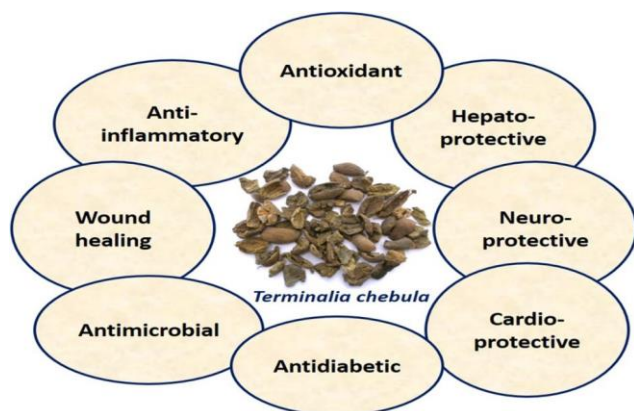 Antioxidant
Anti-
inflammatory
Hepato-
protective
Wound
healing
Neuro-
protective
Terminalia chebula
Antimicrobial
Cardio-
protective
Antidiabetic